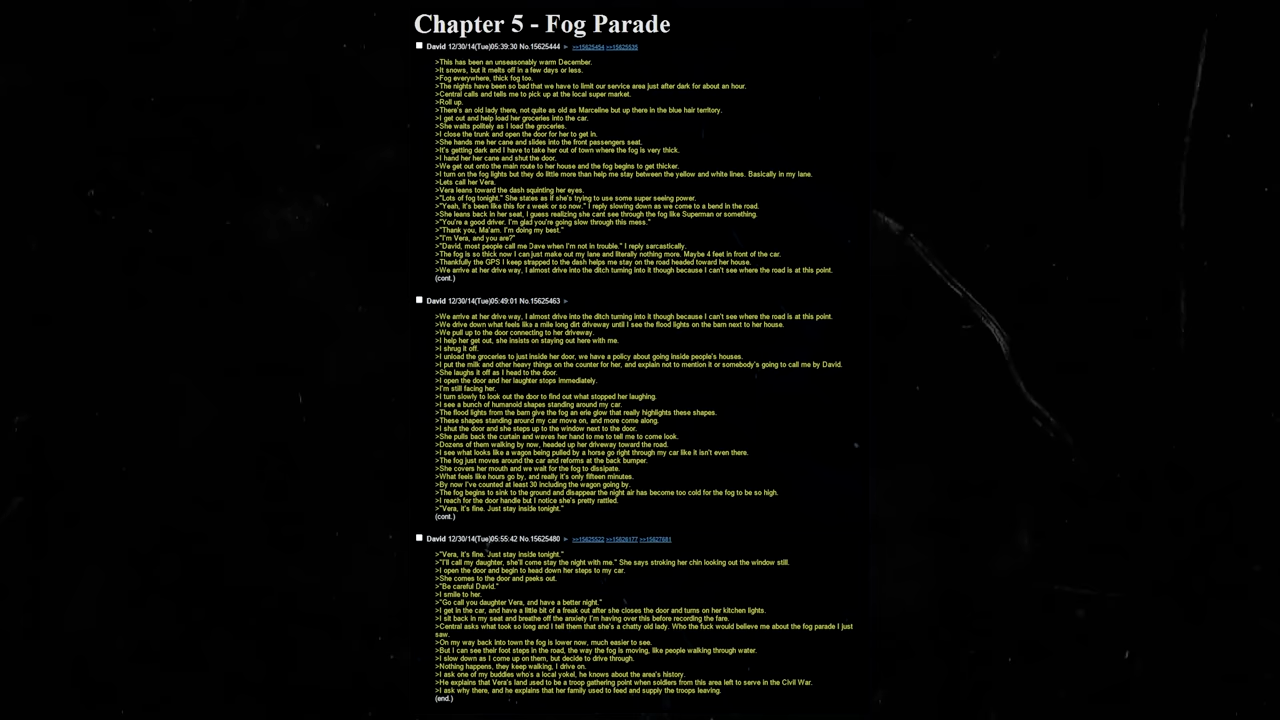 Chapter 5 - Fog Parade
David 12/30/14(Tue)05:39:30 No.15625444 ► >>15625454 >>15625535
>This has been an unseasonably warm December.
>It snows, but it melts off in a few days or less.
>Fog everywhere, thick fog too.
>The nights have been so bad that we have to limit our service area just after dark for about an hour.
>Central calls and tells me to pick up at the local super market.
>Roll up.
>There's an old lady there, not quite as old as Marceline but up there in the blue hair territory.
>I get out and help load her groceries into the car.
>She waits politely as I load the groceries.
>I close the trunk and open the door for her to get in.
>She hands me her cane and slides into the front passengers seat.
>It's getting dark and I have to take her out of town where the fog is very thick.
>I hand her her cane and shut the door.
>We get out onto the main route to her house and the fog begins to get thicker.
>I turn on the fog lights but they do little more than help me stay between the yellow and white lines. Basically in my lane.
>Lets call her Vera.
>Vera leans toward the dash squinting her eyes.
>"Lots of fog tonight." She states as if she's trying to use some super seeing power.
>"Yeah, it's been like this for a week or so now." I reply slowing down as we come to a bend in the road.
>She leans back in her seat, I guess realizing she cant see through the fog like Superman or something.
>"You're a good driver. I'm glad you're going slow through this mess."
>"Thank you, Ma'am. I'm doing my best."
>"I'm Vera, and you are?"
>"David, most people call me Dave when I'm not in trouble." I reply sarcastically.
>The fog is so thick now I can just make out my lane and literally nothing more. Maybe 4 feet in front of the car.
>Thankfully the GPS I keep strapped to the dash helps me stay on the road headed toward her house.
>We arrive at her drive way, I almost drive into the ditch turning into it though because I can't see where the road is at this point.
(cont.)
David 12/30/14(Tue)05:49:01 No.15625463 ►
>We arrive at her drive way, I almost drive into the ditch turning into it though because I can't see where the road is at this point.
>We drive down what feels like a mile long dirt driveway until I see the flood lights on the barn next to her house.
>We pull up to the door connecting to her driveway.
>I help her get out, she insists on staying out here with me.
>I shrug it off.
>I unload the groceries to just inside her door, we have a policy about going inside people's houses.
>I put the milk and other heavy things on the counter for her, and explain not to mention it or somebody's going to call me by David.
>She laughs it off as I head to the door.
>I open the door and her laughter stops immediately.
>I'm still facing her.
>I turn slowly to look out the door to find out what stopped her laughing.
>I see a bunch of humanoid shapes standing around my car.
>The flood lights from the barn give the fog an erie glow that really highlights these shapes.
>These shapes standing around my car move on, and more come along.
>I shut the door and she steps up to the window next to the door.
>She pulls back the curtain and waves her hand to me to tell me to come look.
>Dozens of them walking by now, headed up her driveway toward the road.
>I see what looks like a wagon being pulled by a horse go right through my car like it isn't even there.
>The fog just moves around the car and reforms at the back bumper.
>She covers her mouth and we wait for the fog to dissipate.
>What feels like hours go by, and really it's only fifteen minutes.
>By now I've counted at least 30 including the wagon going by.
>The fog begins to sink to the ground and disappear the night air has become too cold for the fog to be so high.
>I reach for the door handle but I notice she's pretty rattled.
>"Vera, it's fine. Just stay inside tonight."
(cont.)
David 12/30/14(Tue)05:55:42 No.15625480 ► >>15625522 >>15626177 >>15627681
>"Vera, it's fine. Just stay inside tonight."
>"I'll call my daughter, she'll come stay the night with me." She says stroking her chin looking out the window still.
>I open the door and begin to head down her steps to my car.
>She comes to the door and peeks out.
>"Be careful David."
>I smile to her.
>"Go call you daughter Vera, and have a better night."
>I get in the car, and have a little bit of a freak out after she closes the door and turns on her kitchen lights.
>I sit back in my seat and breathe off the anxiety I'm having over this before recording the fare.
>Central asks what took so long and I tell them that she's a chatty old lady. Who the fuck would believe me about the fog parade I just
saw.
>On my way back into town the fog is lower now, much easier to see.
>But I can see their foot steps in the road, the way the fog is moving, like people walking through water.
>I slow down as I come up on them, but decide to drive through.
>Nothing happens, they keep walking, I drive on.
>I ask one of my buddies who's a local yokel, he knows about the area's history.
>He explains that Vera's land used to be a troop gathering point when soldiers from this area left to serve in the Civil War.
>I ask why there, and he explains that her family used to feed and supply the troops leaving.
(end.)